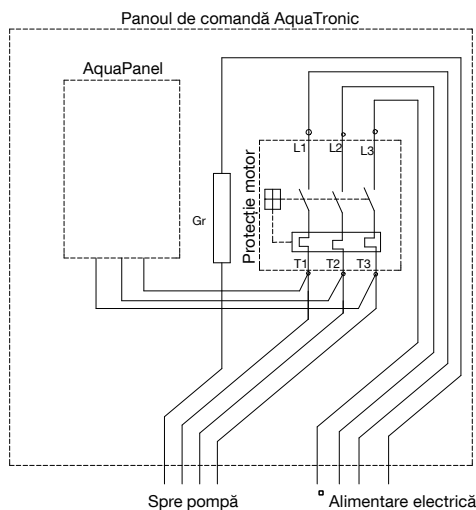 Panoul de comandă AquaTronic
AquaPanel
L1 L2 L3
Protecție motor
Gr
T1 T2 T3
Spre pompă
Alimentare electrică